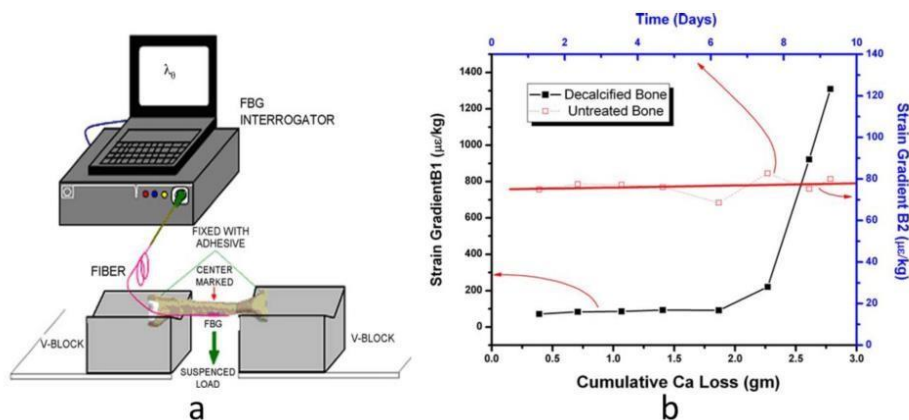 λ_B
FBG
INTERROGATOR
FIXED WITH
ADHESIVE
FIBER
CENTER
MARKED
V-BLOCK
FBG
V-BLOCK
SUSPENCED
LOAD
a
Time (Days)
0 2 4 6 8 10
1400
1200
1000
800
600
400
200
0
Strain GradientB1 (με/kg)
Decalcified Bone
Untreated Bone
140
120
100
80
60
40
20
0
Strain Gradient B2 (με/kg)
0.0 0.5 1.0 1.5 2.0 2.5 3.0
Cumulative Ca Loss (gm)
b